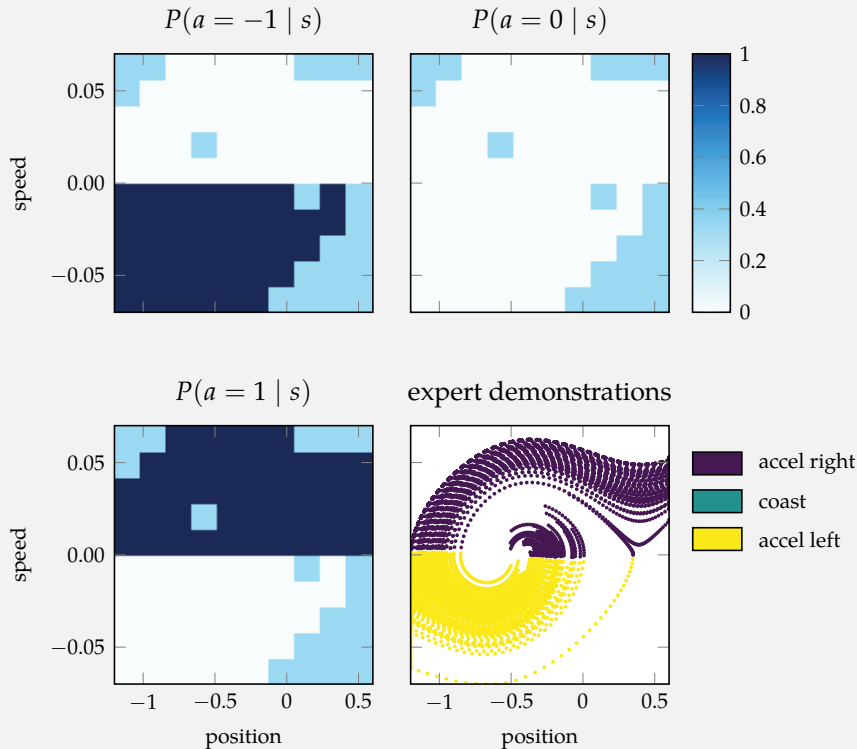 P(a = −1 | s)
P(a = 0 | s)
0.05
0.00
−0.05
speed
1
0.8
0.6
0.4
0.2
0
P(a = 1 | s)
expert demonstrations
0.05
0.00
−0.05
speed
−1
−0.5
0
0.5
position
−1
−0.5
0
0.5
position
accel right
coast
accel left